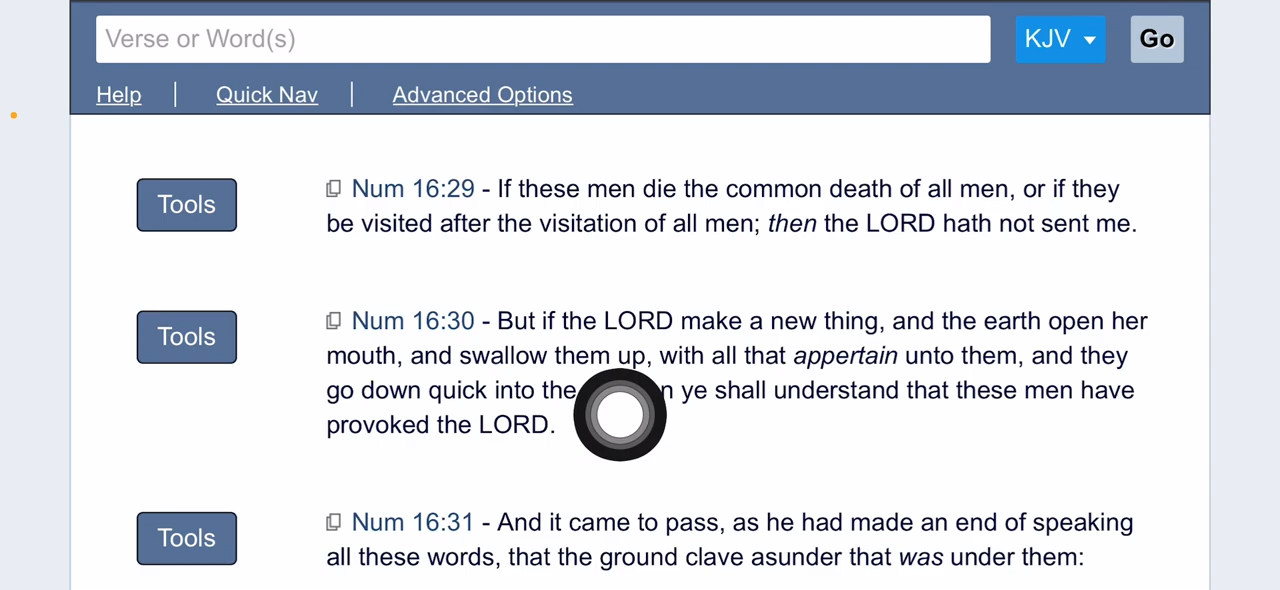 Verse or Word(s) KJV Go
Help Quick Nav Advanced Options
Tools Num 16:29 - If these men die the common death of all men, or if they
be visited after the visitation of all men; then the LORD hath not sent me.
Tools Num 16:30 - But if the LORD make a new thing, and the earth open her
mouth, and swallow them up, with all that appertain unto them, and they
go down quick into the ye shall understand that these men have
provoked the LORD.
Tools Num 16:31 - And it came to pass, as he had made an end of speaking
all these words, that the ground clave asunder that was under them: